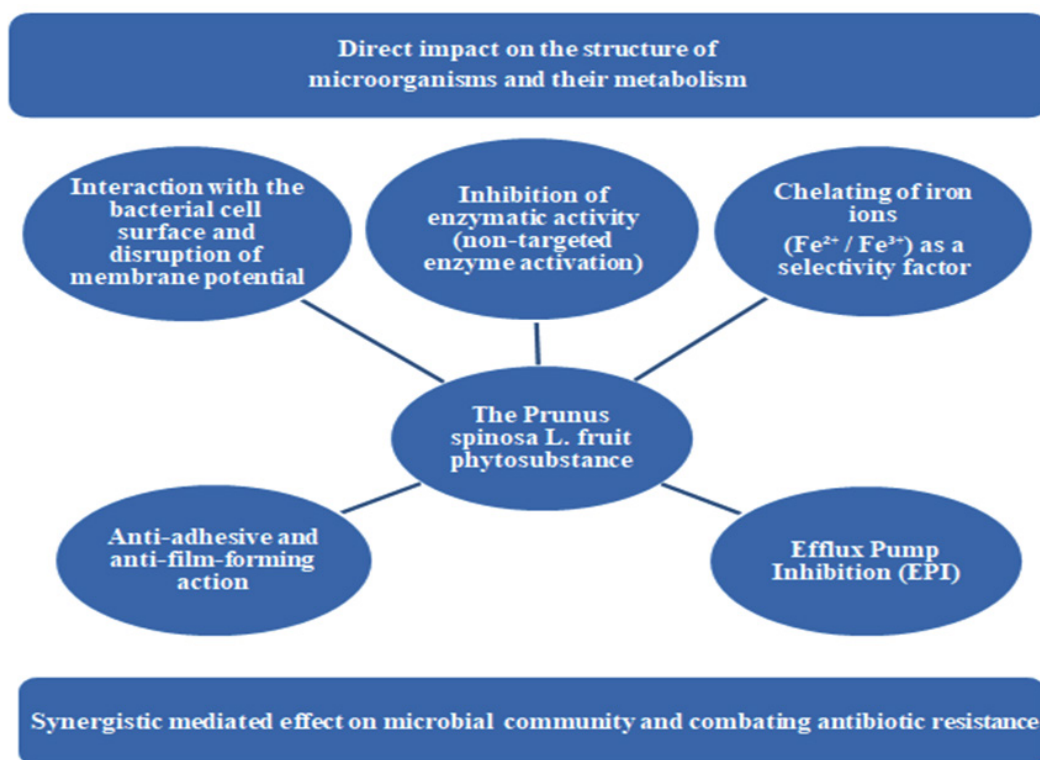 Direct impact on the structure of
microorganisms and their metabolism
Interaction with the
bacterial cell
surface and
disruption of
membrane potential
Inhibition of
enzymatic activity
(non-targeted
enzyme activation)
Chelating of iron
ions
(Fe²⁺ / Fe³⁺) as a
selectivity factor
The Prunus
spinosa L. fruit
phytosubstance
Anti-adhesive and
anti-film-forming
action
Efflux Pump
Inhibition (EPI)
Synergistic mediated effect on microbial community and combating antibiotic resistance